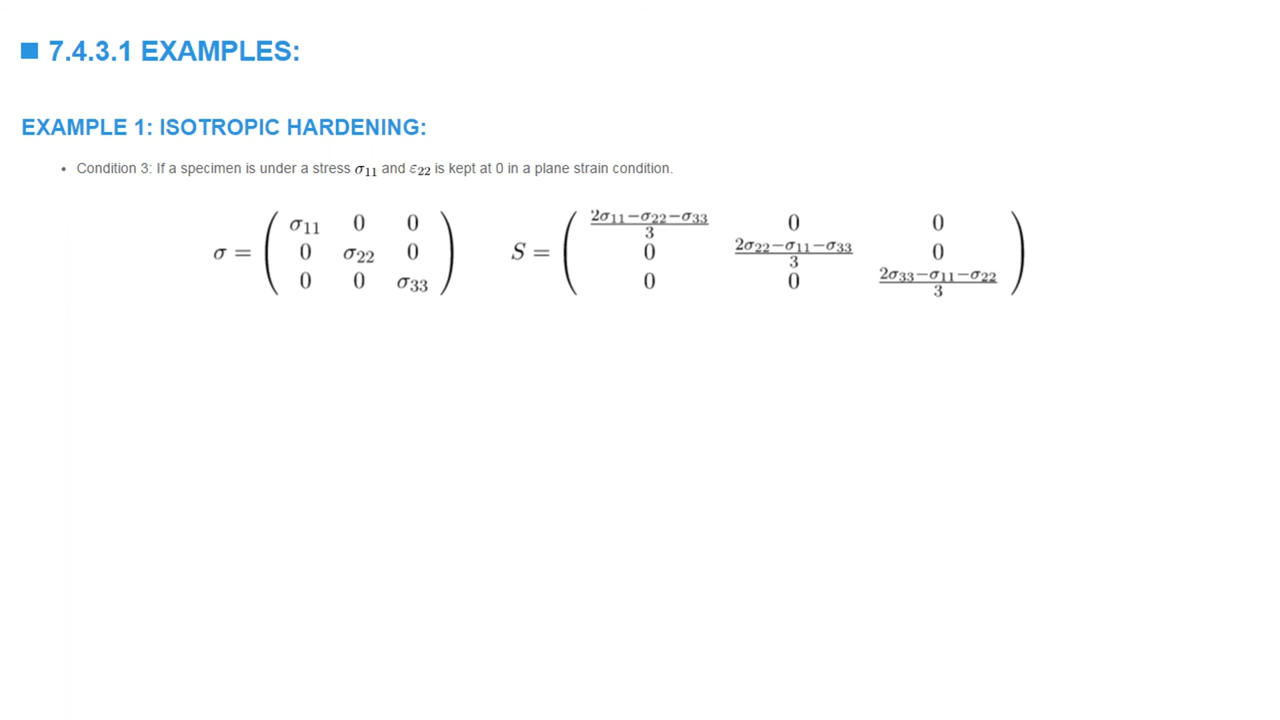 7.4.3.1 EXAMPLES:
EXAMPLE 1: ISOTROPIC HARDENING:
• Condition 3: If a specimen is under a stress σ₁₁ and ε₂₂ is kept at 0 in a plane strain condition.
σ = ( σ₁₁ 0 0 ; 0 σ₂₂ 0 ; 0 0 σ₃₃ ) S = ( (2σ₁₁−σ₂₂−σ₃₃)/3 0 0 ; 0 (2σ₂₂−σ₁₁−σ₃₃)/3 0 ; 0 0 (2σ₃₃−σ₁₁−σ₂₂)/3 )